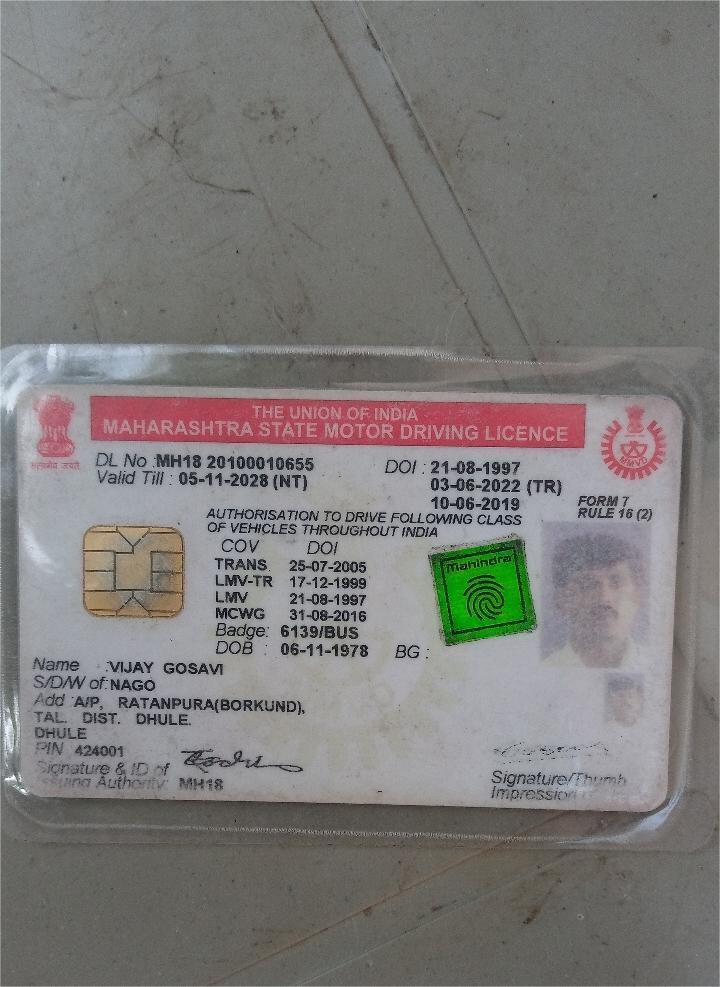 THE UNION OF INDIA
MAHARASHTRA STATE MOTOR DRIVING LICENCE
सत्यमेव जयते
MMVD
DL No : MH18 20100010655 DOI : 21-08-1997
Valid Till : 05-11-2028 (NT) 03-06-2022 (TR)
10-06-2019
FORM 7
RULE 16 (2)
AUTHORISATION TO DRIVE FOLLOWING CLASS
OF VEHICLES THROUGHOUT INDIA
COV DOI
TRANS 25-07-2005
LMV-TR 17-12-1999
LMV 21-08-1997
MCWG 31-08-2016
Badge: 6139/BUS
DOB : 06-11-1978 BG :
Mahindra
Name : VIJAY GOSAVI
S/D/W of : NAGO
Add : A/P, RATANPURA(BORKUND),
TAL. DIST. DHULE.
DHULE
PIN 424001
Signature & ID of
Issuing Authority: MH18
Signature/Thumb
Impression